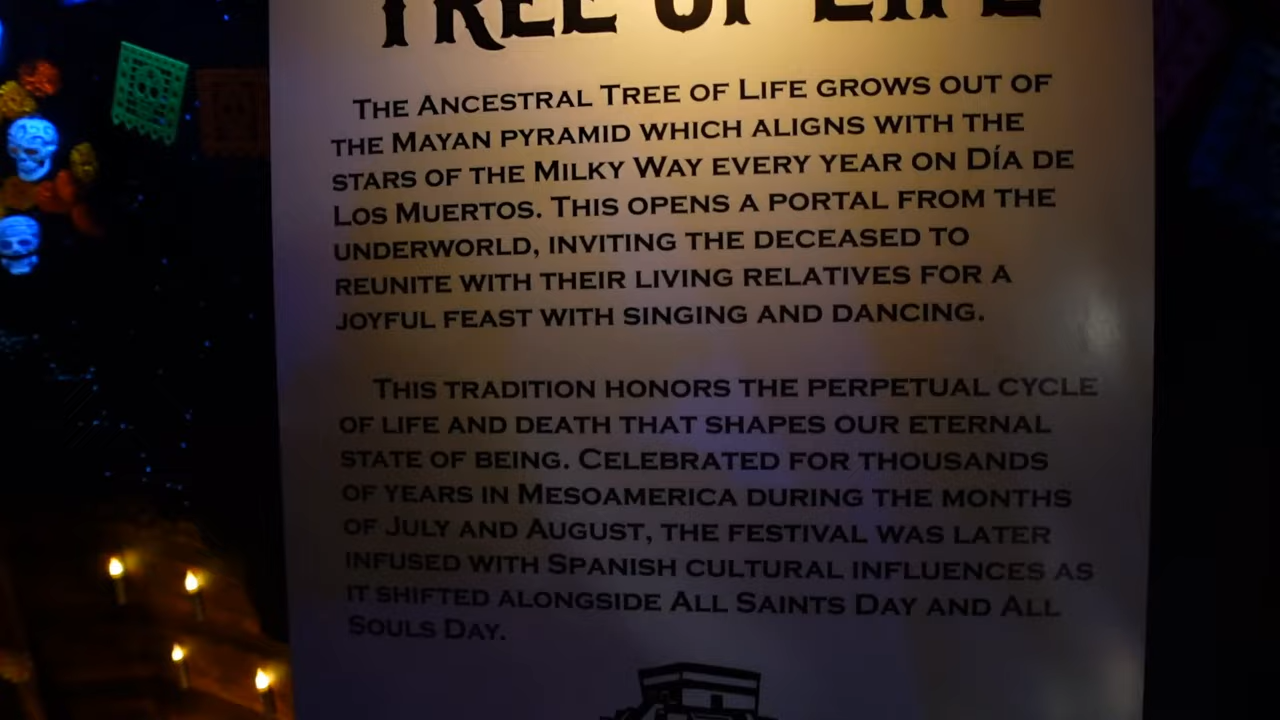 TREE OF LIFE
THE ANCESTRAL TREE OF LIFE GROWS OUT OF
THE MAYAN PYRAMID WHICH ALIGNS WITH THE
STARS OF THE MILKY WAY EVERY YEAR ON DÍA DE
LOS MUERTOS. THIS OPENS A PORTAL FROM THE
UNDERWORLD, INVITING THE DECEASED TO
REUNITE WITH THEIR LIVING RELATIVES FOR A
JOYFUL FEAST WITH SINGING AND DANCING.
THIS TRADITION HONORS THE PERPETUAL CYCLE
OF LIFE AND DEATH THAT SHAPES OUR ETERNAL
STATE OF BEING. CELEBRATED FOR THOUSANDS
OF YEARS IN MESOAMERICA DURING THE MONTHS
OF JULY AND AUGUST, THE FESTIVAL WAS LATER
INFUSED WITH SPANISH CULTURAL INFLUENCES AS
IT SHIFTED ALONGSIDE ALL SAINTS DAY AND ALL
SOULS DAY.